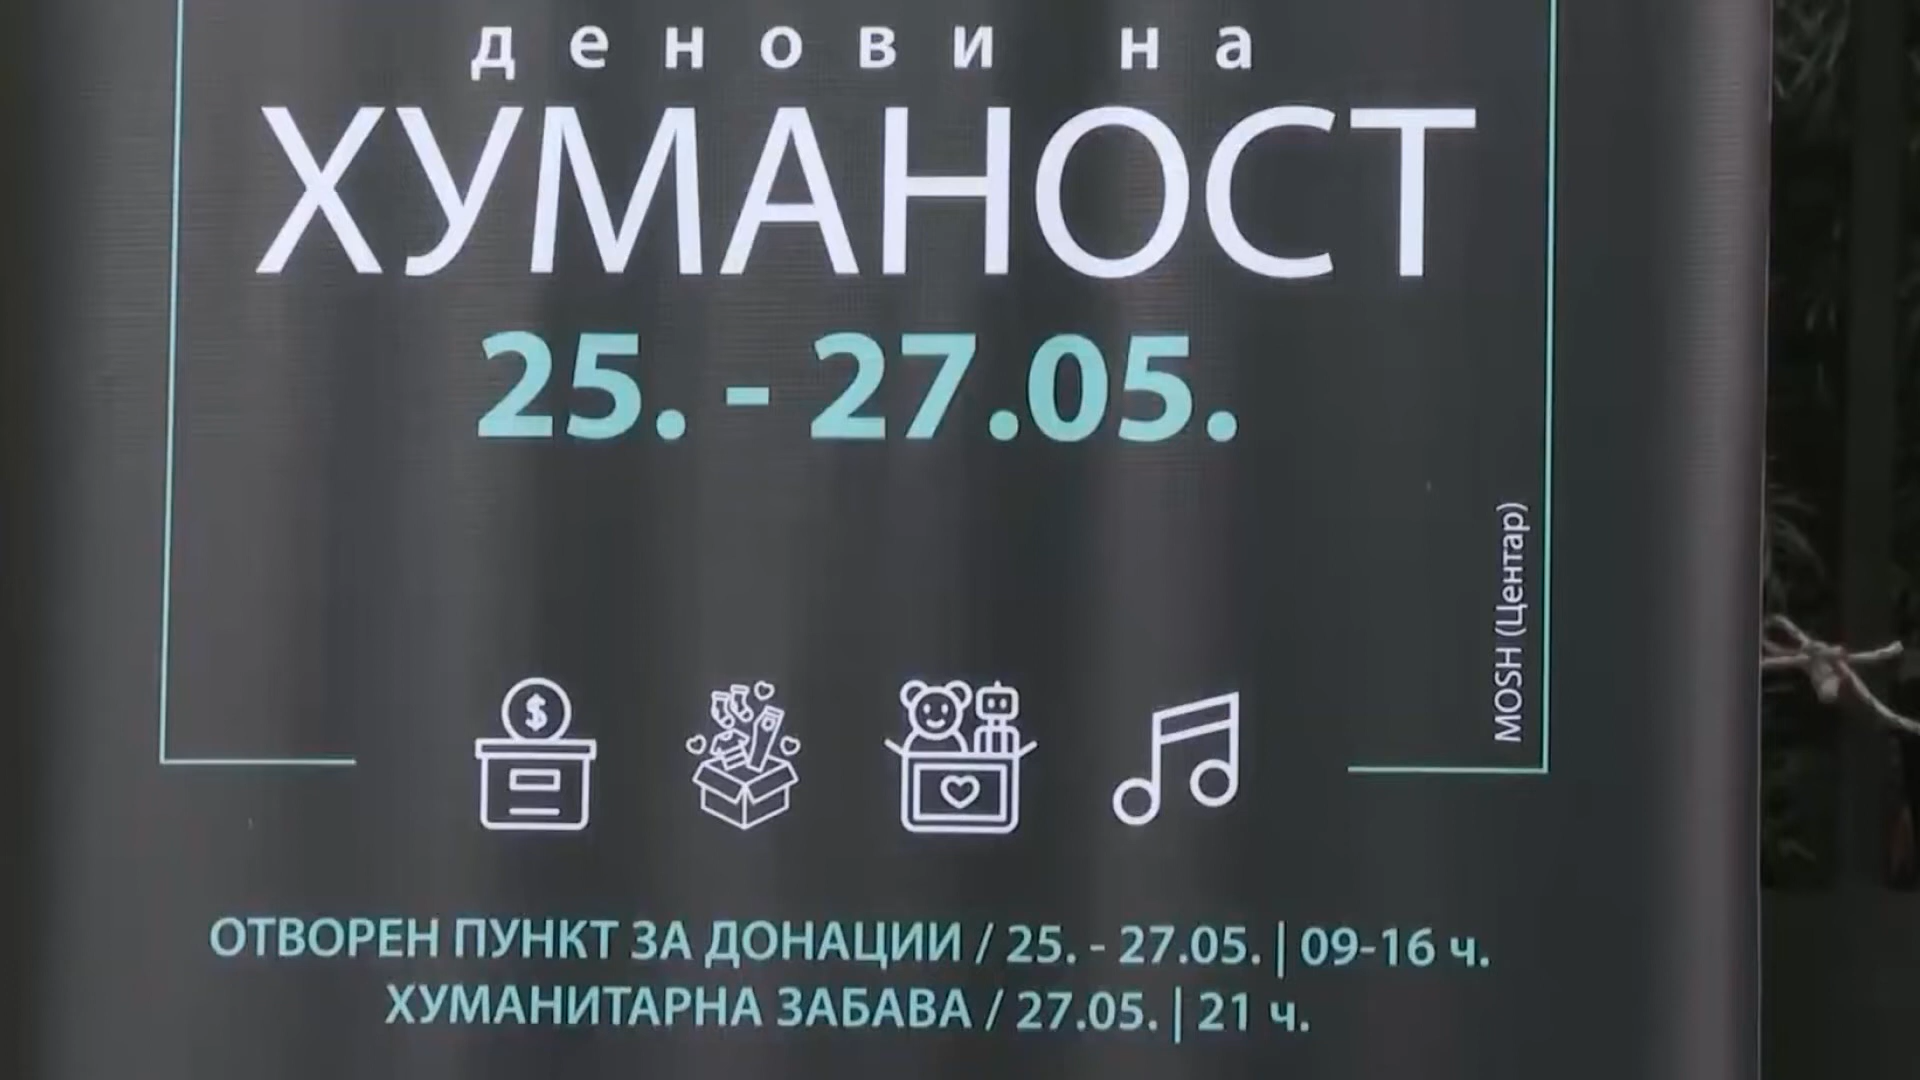 денови на
ХУМАНОСТ
25. - 27.05.
MOSH (Центар)
$
ОТВОРЕН ПУНКТ ЗА ДОНАЦИИ / 25. - 27.05. | 09-16 ч.
ХУМАНИТАРНА ЗАБАВА / 27.05. | 21 ч.